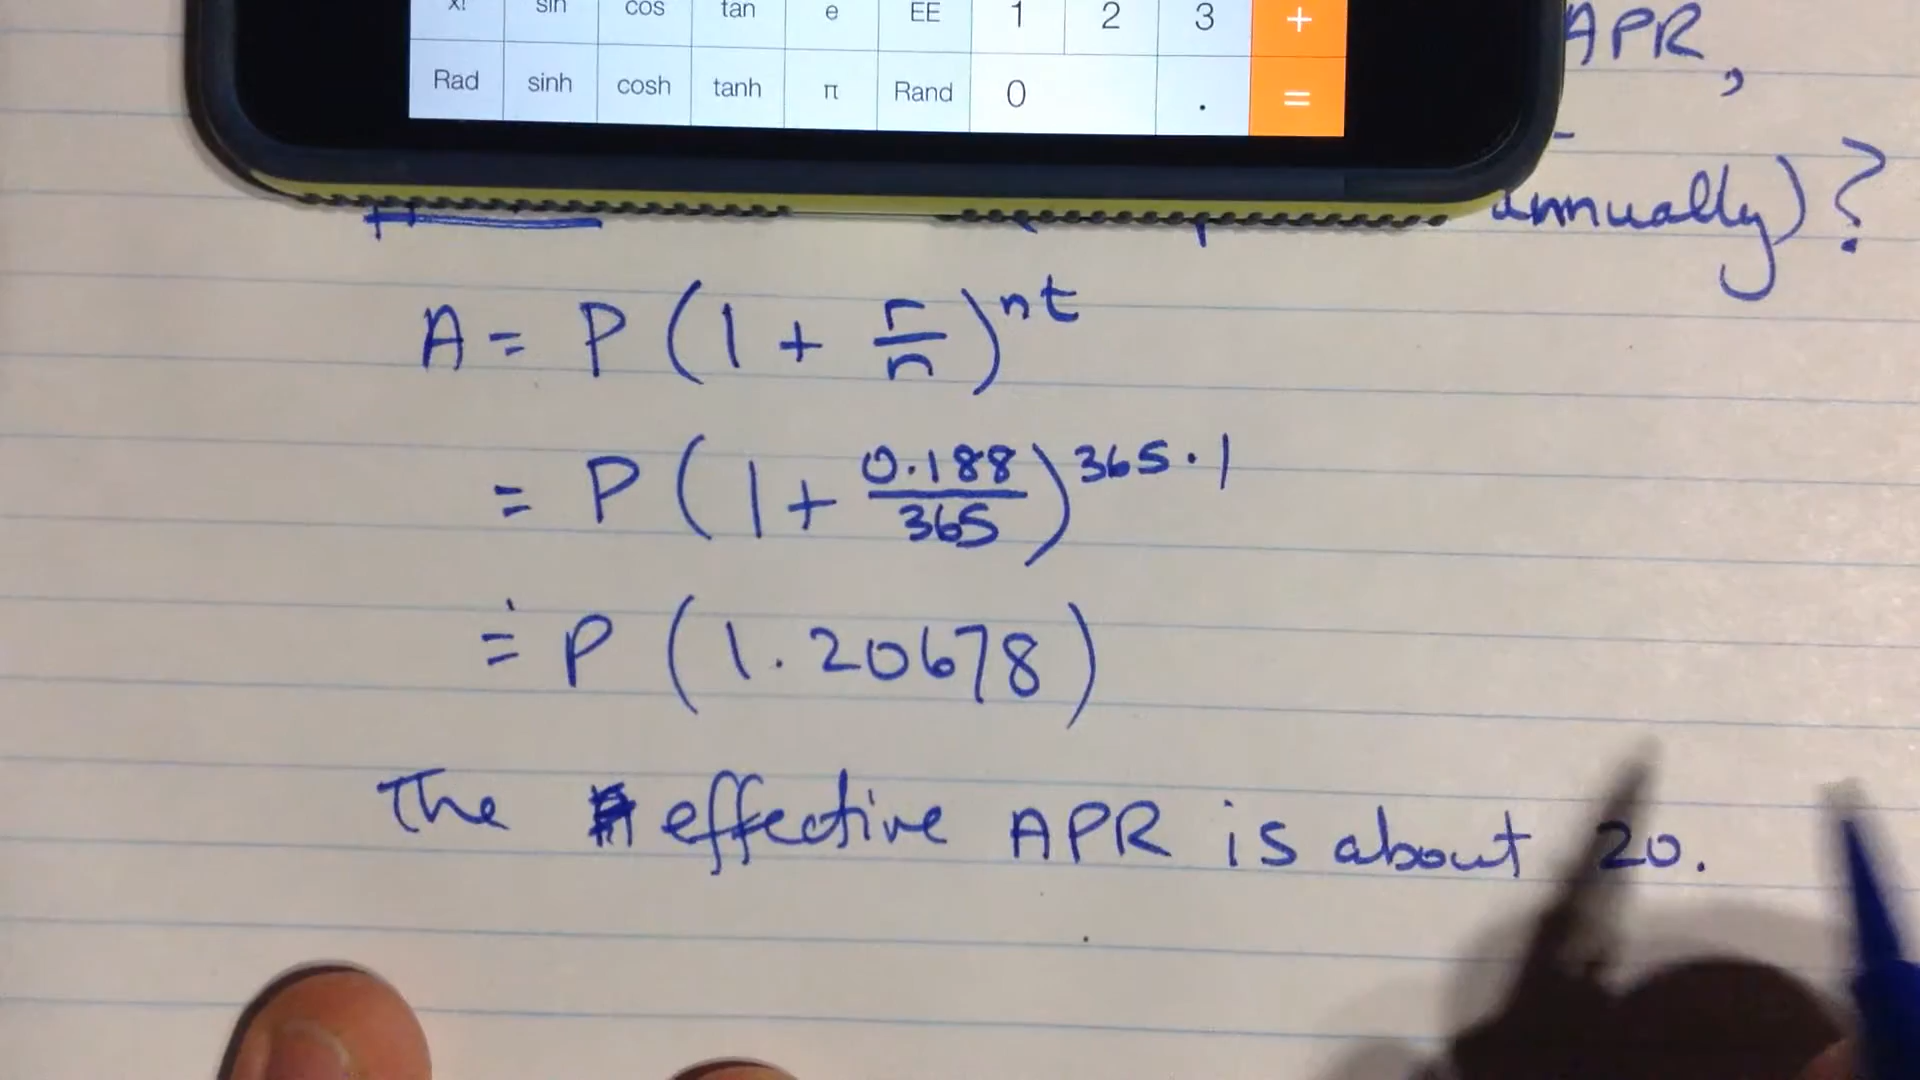 x! sin cos tan e EE 1 2 3 +
Rad sinh cosh tanh π Rand 0 . =
APR,
annually)?
A = P(1 + r/n)^nt
= P(1 + 0.188/365)^365·1
≐ P(1.20678)
The effective APR is about 20.